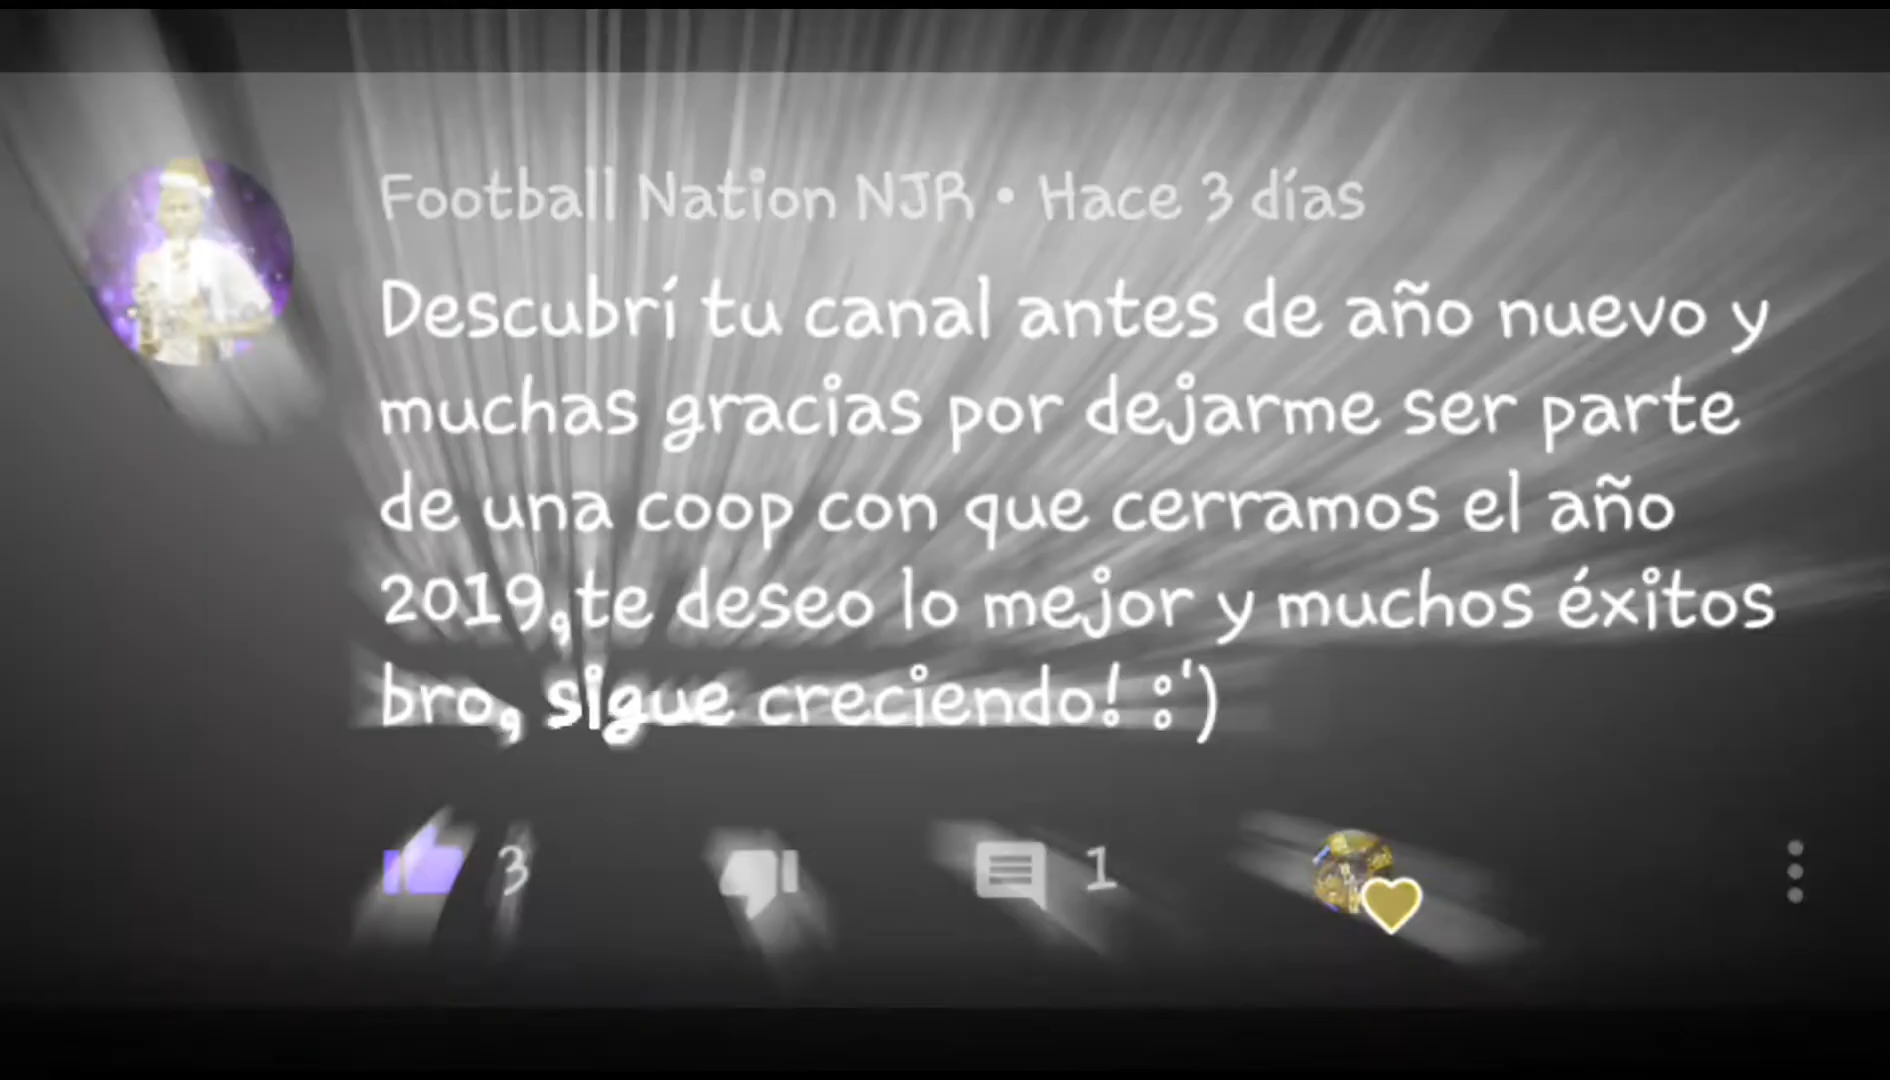 Football Nation NJR • Hace 3 días
Descubrí tu canal antes de año nuevo y
muchas gracias por dejarme ser parte
de una coop con que cerramos el año
2019,te deseo lo mejor y muchos éxitos
bro, sigue creciendo! :')
3 1